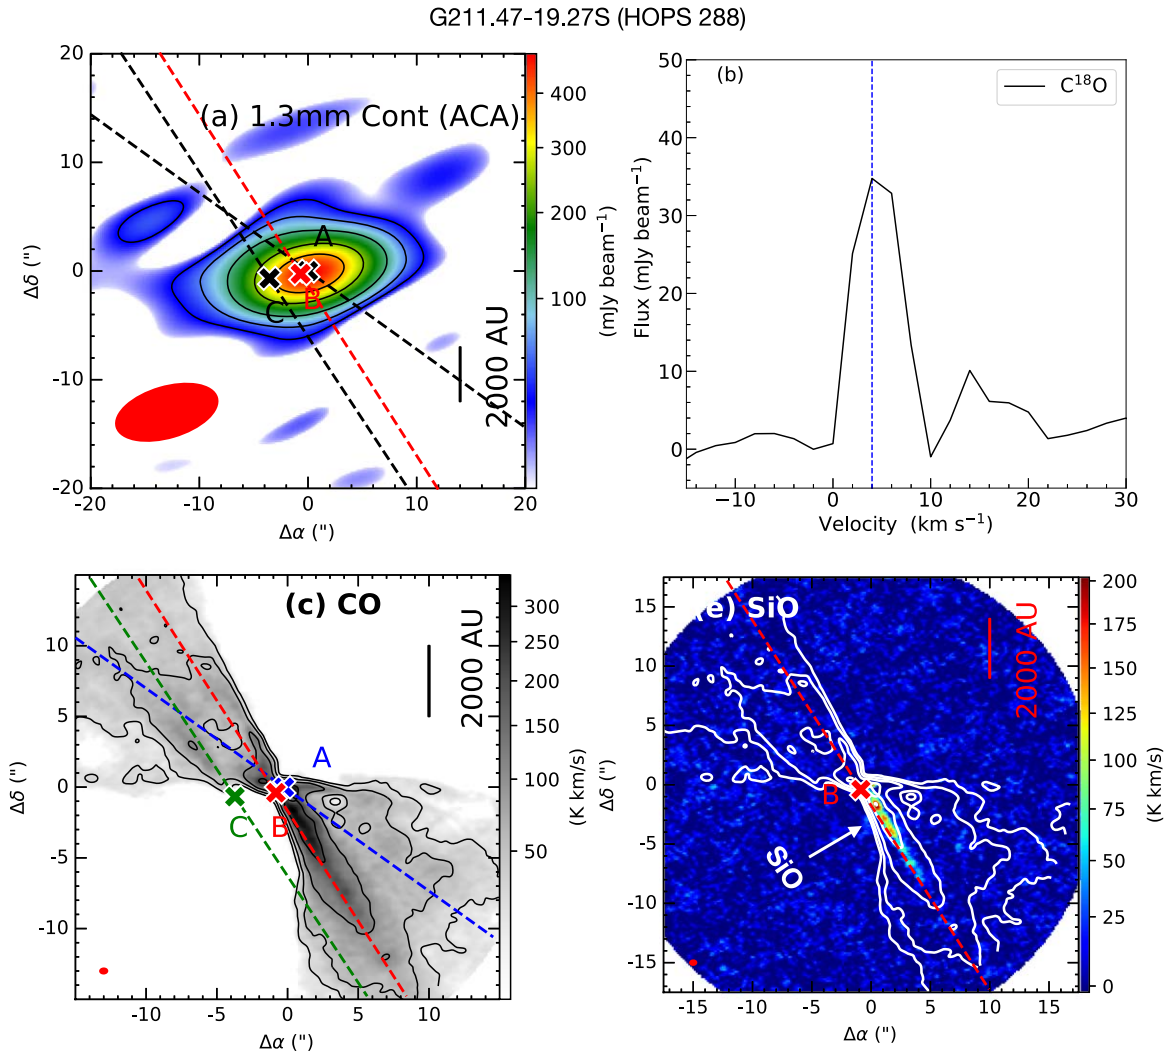 G211.47−19.27S (HOPS 288)
(a) 1.3mm Cont (ACA)
A
B
C
2000 AU
20
10
0
-10
-20
-20
-10
0
10
20
Δδ (")
Δα (")
400
300
200
100
(mJy beam⁻¹)
(b)
C¹⁸O
50
40
30
20
10
0
Flux (mJy beam⁻¹)
−10
0
10
20
30
Velocity (km s⁻¹)
(c) CO
2000 AU
A
B
C
10
5
0
-5
-10
-10
-5
0
5
10
Δδ (")
Δα (")
300
250
200
150
100
50
(K km/s)
(e) SiO
2000 AU
B
SiO
15
10
5
0
-5
-10
-15
-15
-10
-5
0
5
10
15
Δδ (")
Δα (")
200
175
150
125
100
75
50
25
0
(K km/s)